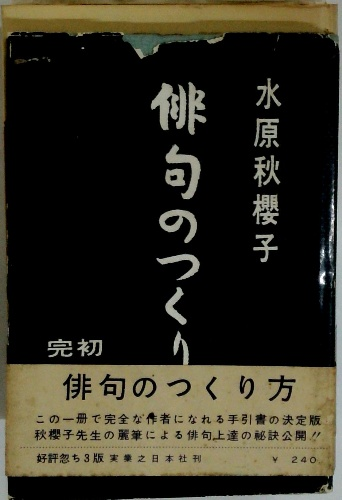 水原秋櫻子
俳句のつくり
初
完
俳句のつくり方
この一冊で完全な作者になれる手引書の決定版
秋櫻子先生の麗筆による俳句上達の秘訣公開!!
好評忽ち3版 実業之日本社刊 ¥ 240